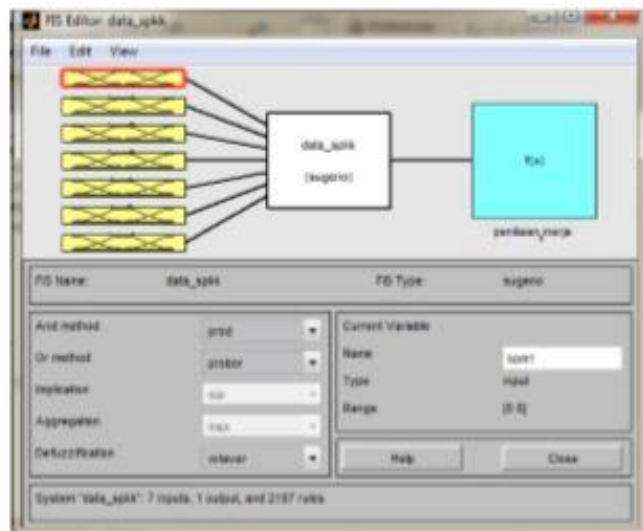 FIS Editor: data_spkk
File Edit View
data_spkk
(sugeno)
f(x)
FIS Name: data_spkk FIS Type: sugeno
And method prod
Or method probor
Implication
Aggregation max
Defuzzification wtaver
Current Variable
Name
Type input
Range
Help Close
System "data_spkk": 7 inputs, 1 output, and 2187 rules